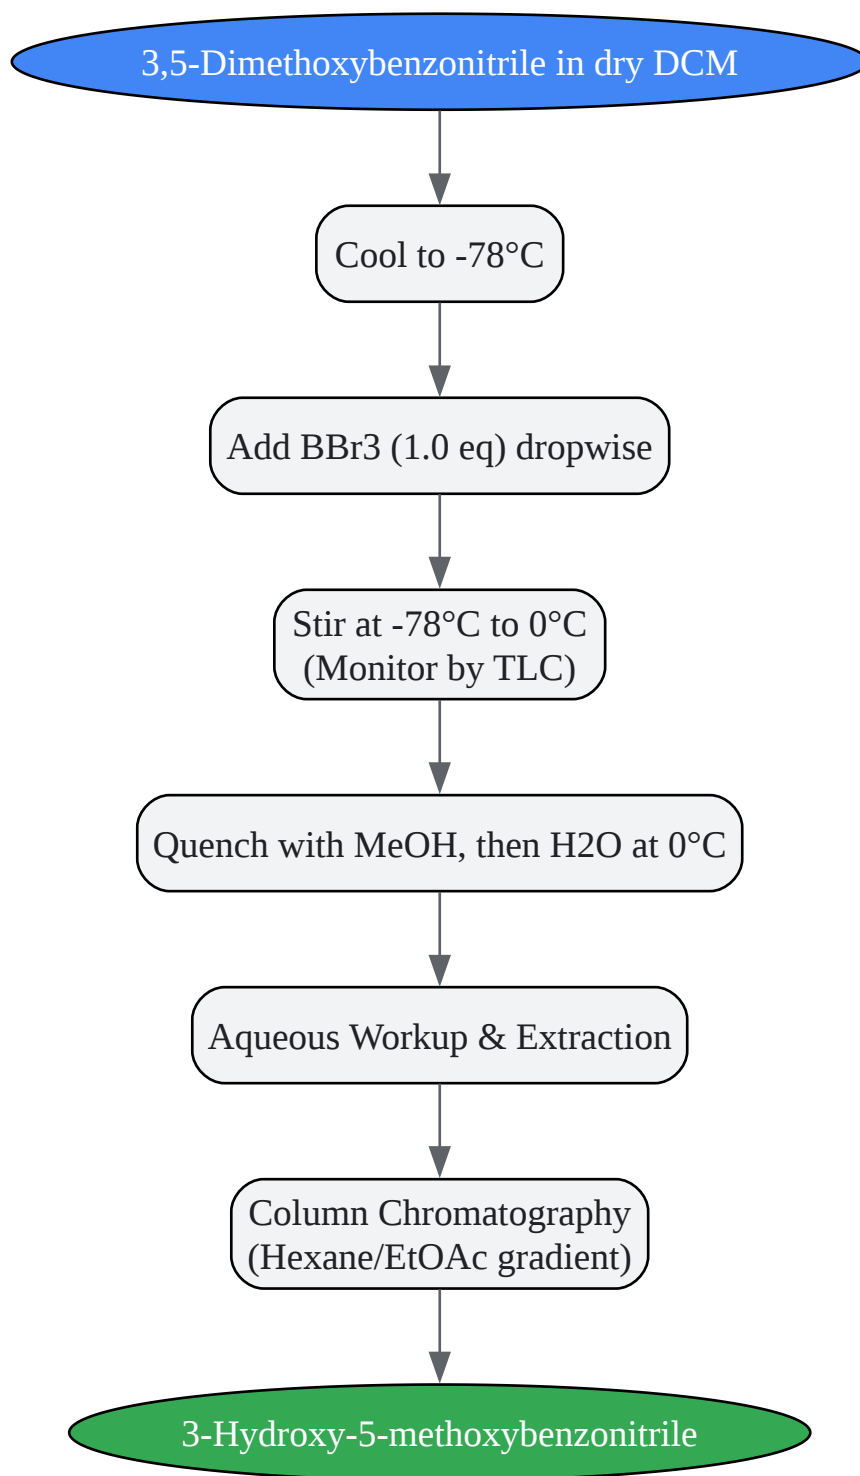 3,5-Dimethoxybenzonitrile in dry DCM
Cool to -78°C
Add BBr3 (1.0 eq) dropwise
Stir at -78°C to 0°C
(Monitor by TLC)
Quench with MeOH, then H2O at 0°C
Aqueous Workup & Extraction
Column Chromatography
(Hexane/EtOAc gradient)
3-Hydroxy-5-methoxybenzonitrile